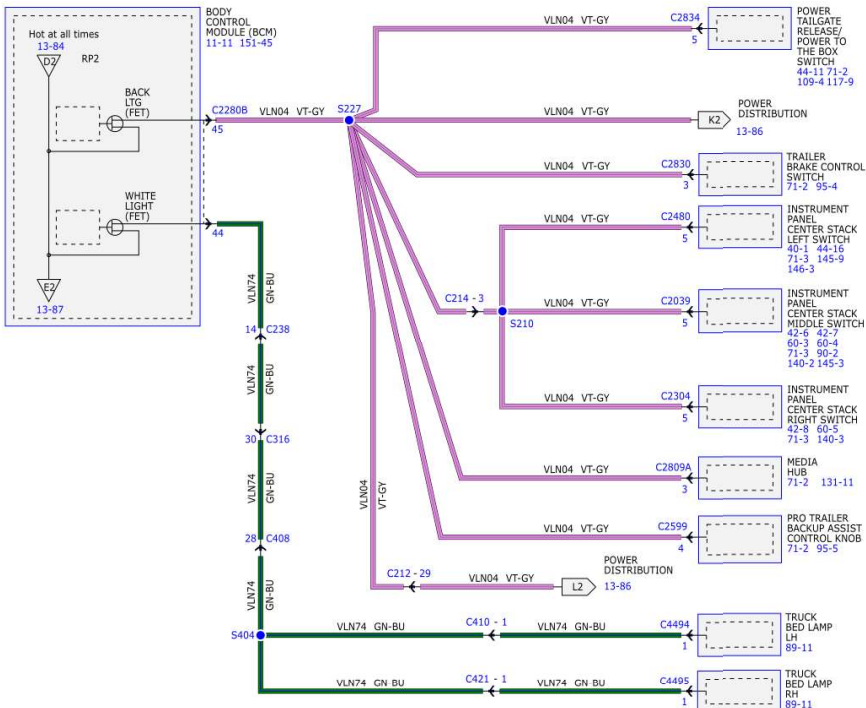 BODY
CONTROL
MODULE (BCM)
11-11 151-45
Hot at all times
13-84
D2
RP2
BACK
LTG
(FET)
C2280B
45
VLN04 VT-GY
S227
WHITE
LIGHT
(FET)
44
E2
13-87
VLN04 VT-GY
C2834
5
POWER
TAILGATE
RELEASE/
POWER TO
THE BOX
SWITCH
44-11 71-2
109-4 117-9
VLN04 VT-GY
K2
POWER
DISTRIBUTION
13-86
VLN04 VT-GY
C2830
3
TRAILER
BRAKE CONTROL
SWITCH
71-2 95-4
VLN04 VT-GY
C2480
5
INSTRUMENT
PANEL
CENTER STACK
LEFT SWITCH
40-1 44-16
71-3 145-9
146-3
C214 - 3
S210
VLN04 VT-GY
C2039
5
INSTRUMENT
PANEL
CENTER STACK
MIDDLE SWITCH
42-6 42-7
60-3 60-4
71-3 90-2
140-2 145-3
VLN04 VT-GY
C2304
5
INSTRUMENT
PANEL
CENTER STACK
RIGHT SWITCH
42-8 60-5
71-3 140-3
VLN04 VT-GY
C2809A
3
MEDIA
HUB
71-2 131-11
VLN04 VT-GY
C2599
4
PRO TRAILER
BACKUP ASSIST
CONTROL KNOB
71-2 95-5
VLN04
VT-GY
C212 - 29
VLN04 VT-GY
L2
POWER
DISTRIBUTION
13-86
VLN74
GN-BU
14 C238
VLN74
GN-BU
30 C316
VLN74
GN-BU
28 C408
VLN74
GN-BU
S404
VLN74 GN-BU
C410 - 1
VLN74 GN-BU
C4494
1
TRUCK
BED LAMP
LH
89-11
VLN74 GN-BU
C421 - 1
VLN74 GN-BU
C4495
1
TRUCK
BED LAMP
RH
89-11